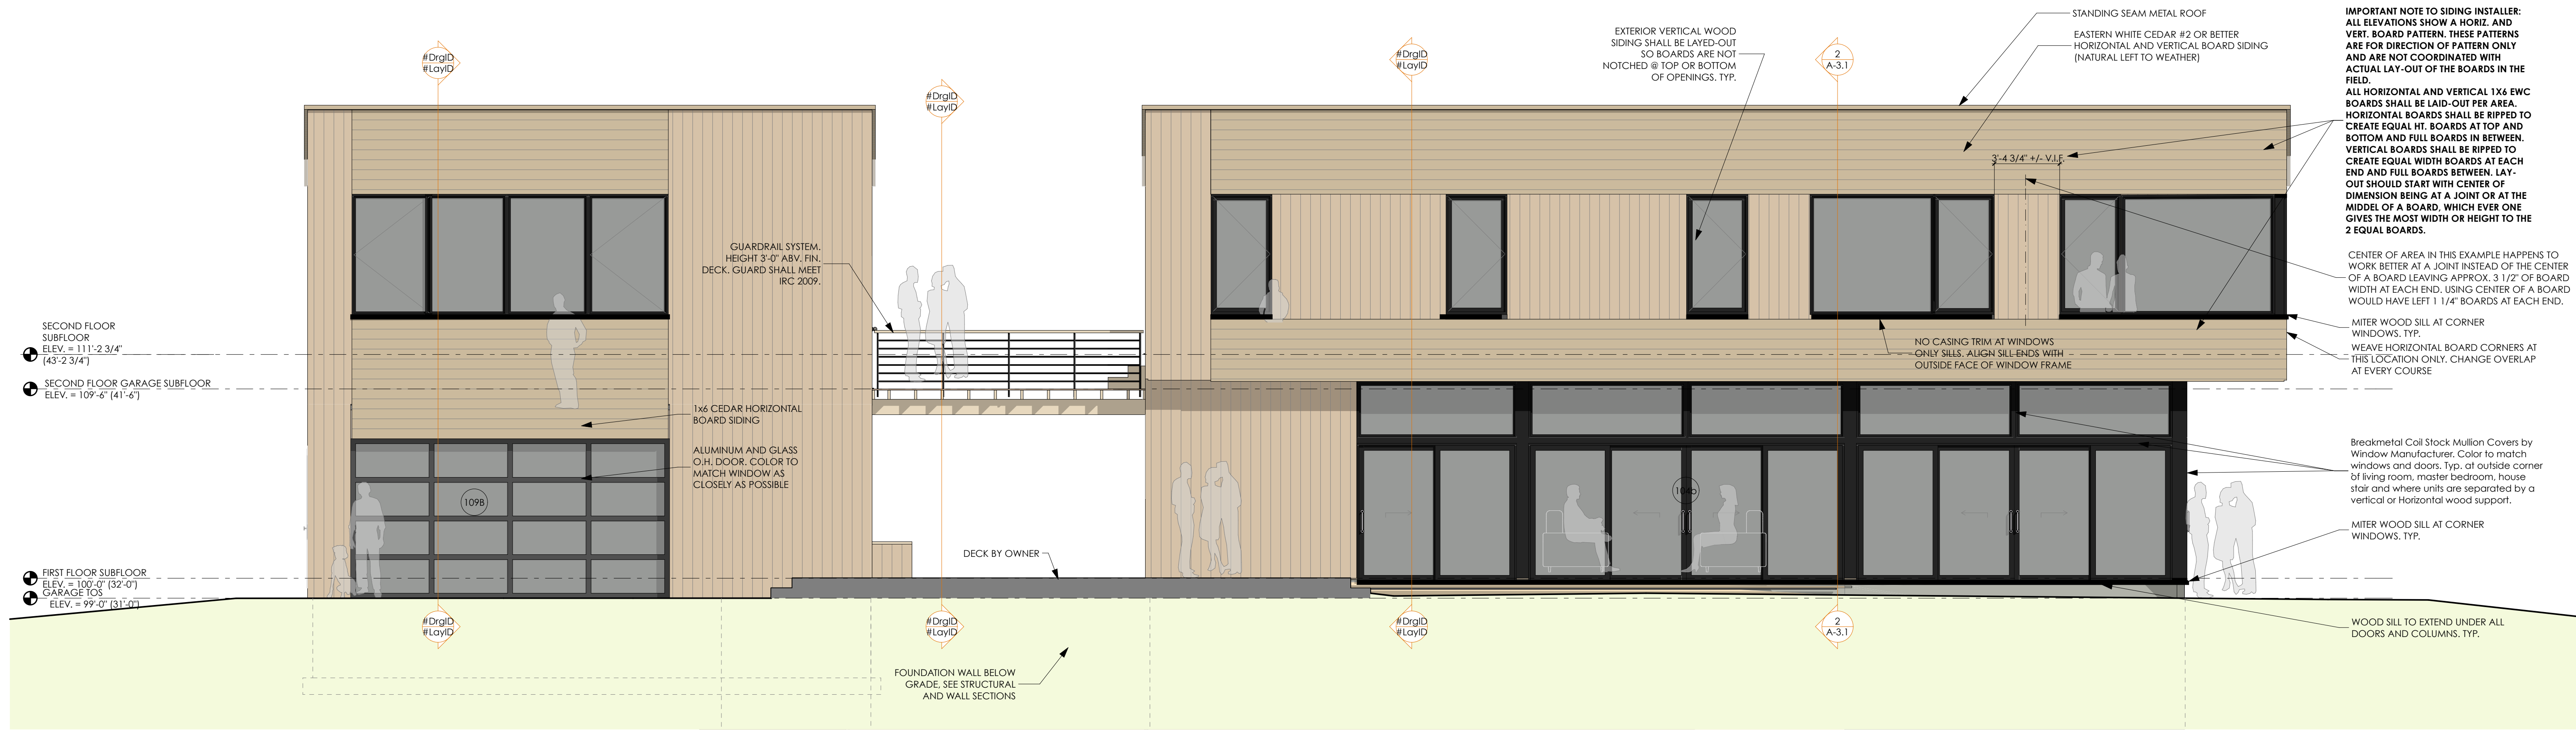 STANDING SEAM METAL ROOF
EASTERN WHITE CEDAR #2 OR BETTER
HORIZONTAL AND VERTICAL BOARD SIDING
(NATURAL LEFT TO WEATHER)
EXTERIOR VERTICAL WOOD
SIDING SHALL BE LAYED-OUT
SO BOARDS ARE NOT
NOTCHED @ TOP OR BOTTOM
OF OPENINGS. TYP.
IMPORTANT NOTE TO SIDING INSTALLER:
ALL ELEVATIONS SHOW A HORIZ. AND
VERT. BOARD PATTERN. THESE PATTERNS
ARE FOR DIRECTION OF PATTERN ONLY
AND ARE NOT COORDINATED WITH
ACTUAL LAY-OUT OF THE BOARDS IN THE
FIELD.
ALL HORIZONTAL AND VERTICAL 1X6 EWC
BOARDS SHALL BE LAID-OUT PER AREA.
HORIZONTAL BOARDS SHALL BE RIPPED TO
CREATE EQUAL HT. BOARDS AT TOP AND
BOTTOM AND FULL BOARDS IN BETWEEN.
VERTICAL BOARDS SHALL BE RIPPED TO
CREATE EQUAL WIDTH BOARDS AT EACH
END AND FULL BOARDS BETWEEN. LAY-
OUT SHOULD START WITH CENTER OF
DIMENSION BEING AT A JOINT OR AT THE
MIDDEL OF A BOARD, WHICH EVER ONE
GIVES THE MOST WIDTH OR HEIGHT TO THE
2 EQUAL BOARDS.
#DrgID
#LayID
#DrgID
#LayID
#DrgID
#LayID
2
A-3.1
3'-4 3/4" +/- V.I.F.
GUARDRAIL SYSTEM.
HEIGHT 3'-0" ABV. FIN.
DECK. GUARD SHALL MEET
IRC 2009.
CENTER OF AREA IN THIS EXAMPLE HAPPENS TO
WORK BETTER AT A JOINT INSTEAD OF THE CENTER
OF A BOARD LEAVING APPROX. 3 1/2" OF BOARD
WIDTH AT EACH END. USING CENTER OF A BOARD
WOULD HAVE LEFT 1 1/4" BOARDS AT EACH END.
MITER WOOD SILL AT CORNER
WINDOWS. TYP.
WEAVE HORIZONTAL BOARD CORNERS AT
THIS LOCATION ONLY. CHANGE OVERLAP
AT EVERY COURSE
SECOND FLOOR
SUBFLOOR
ELEV. = 111'-2 3/4"
(43'-2 3/4")
SECOND FLOOR GARAGE SUBFLOOR
ELEV. = 109'-6" (41'-6")
NO CASING TRIM AT WINDOWS
ONLY SILLS. ALIGN SILL ENDS WITH
OUTSIDE FACE OF WINDOW FRAME
1x6 CEDAR HORIZONTAL
BOARD SIDING
ALUMINUM AND GLASS
O.H. DOOR. COLOR TO
MATCH WINDOW AS
CLOSELY AS POSSIBLE
109B
104b
Breakmetal Coil Stock Mullion Covers by
Window Manufacturer. Color to match
windows and doors. Typ. at outside corner
of living room, master bedroom, house
stair and where units are separated by a
vertical or Horizontal wood support.
MITER WOOD SILL AT CORNER
WINDOWS. TYP.
DECK BY OWNER
FIRST FLOOR SUBFLOOR
ELEV. = 100'-0" (32'-0")
GARAGE TOS
ELEV. = 99'-0" (31'-0")
#DrgID
#LayID
#DrgID
#LayID
#DrgID
#LayID
2
A-3.1
WOOD SILL TO EXTEND UNDER ALL
DOORS AND COLUMNS. TYP.
FOUNDATION WALL BELOW
GRADE, SEE STRUCTURAL
AND WALL SECTIONS